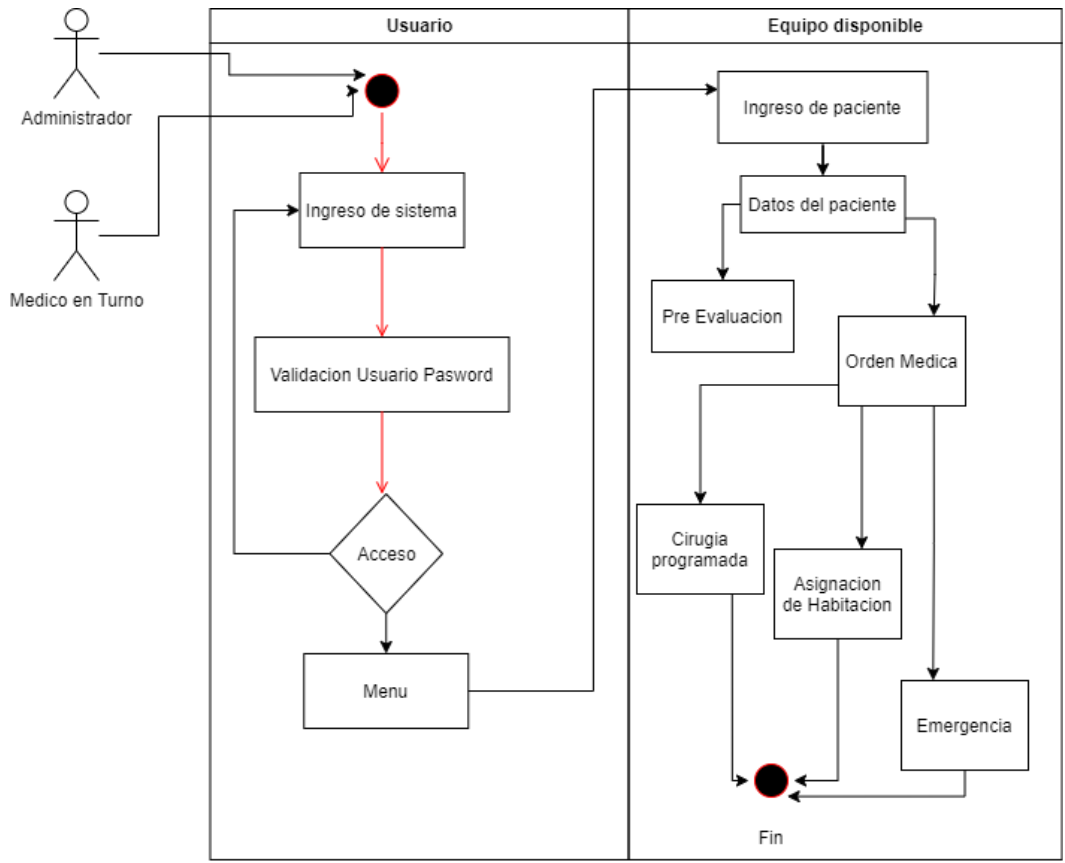 Usuario
Equipo disponible
Administrador
Medico en Turno
Ingreso de sistema
Validacion Usuario Pasword
Acceso
Menu
Ingreso de paciente
Datos del paciente
Pre Evaluacion
Orden Medica
Cirugia
programada
Asignacion
de Habitacion
Emergencia
Fin